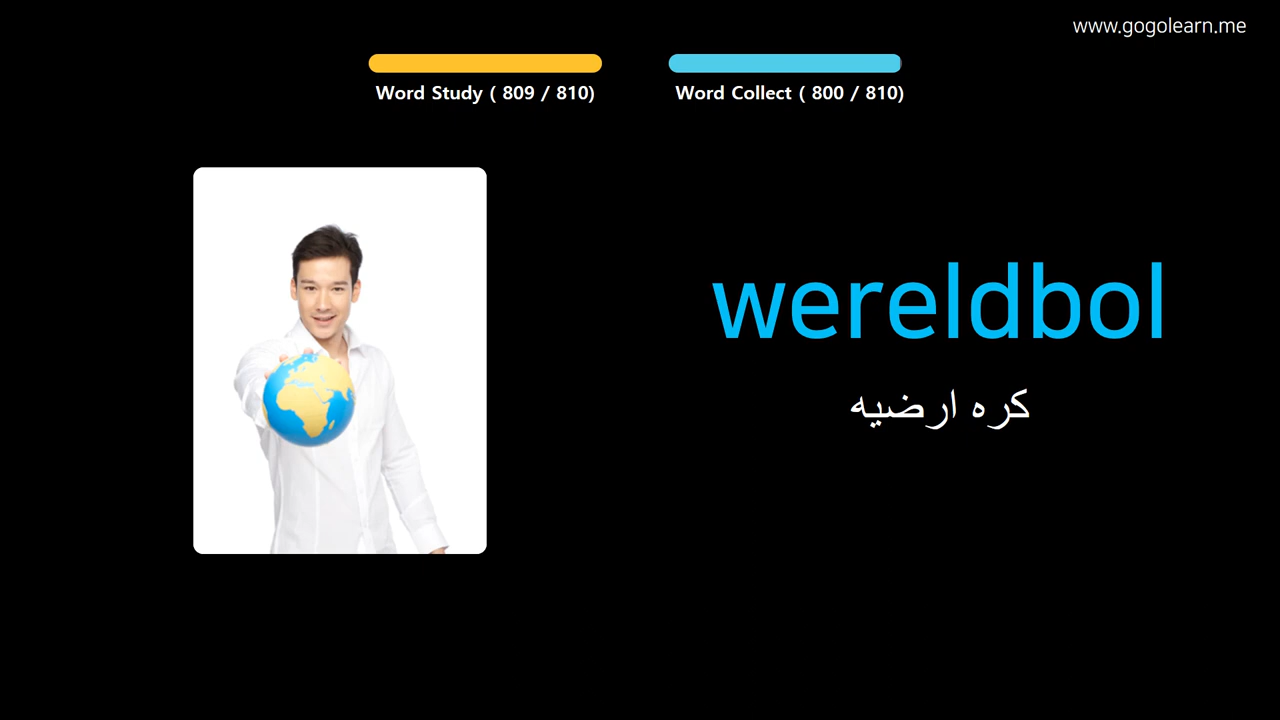 www.gogolearn.me
Word Study ( 809 / 810)
Word Collect ( 800 / 810)
wereldbol
کره ارضیه